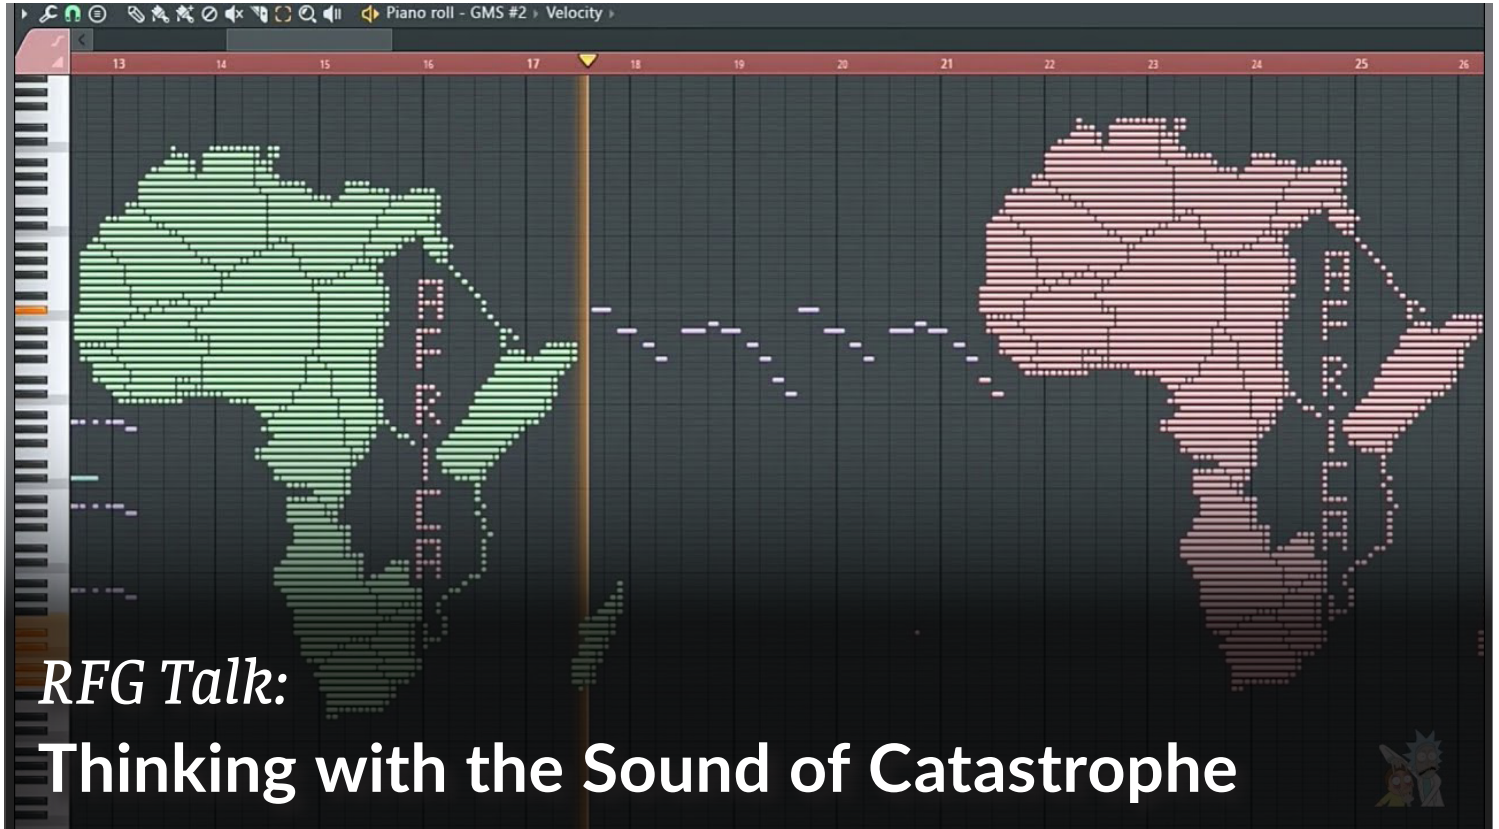 Piano roll - GMS #2 › Velocity ›
13 14 15 16 17 18 19 20 21 22 23 24 25 26
AFRICA
AFRICA
RFG Talk:
Thinking with the Sound of Catastrophe